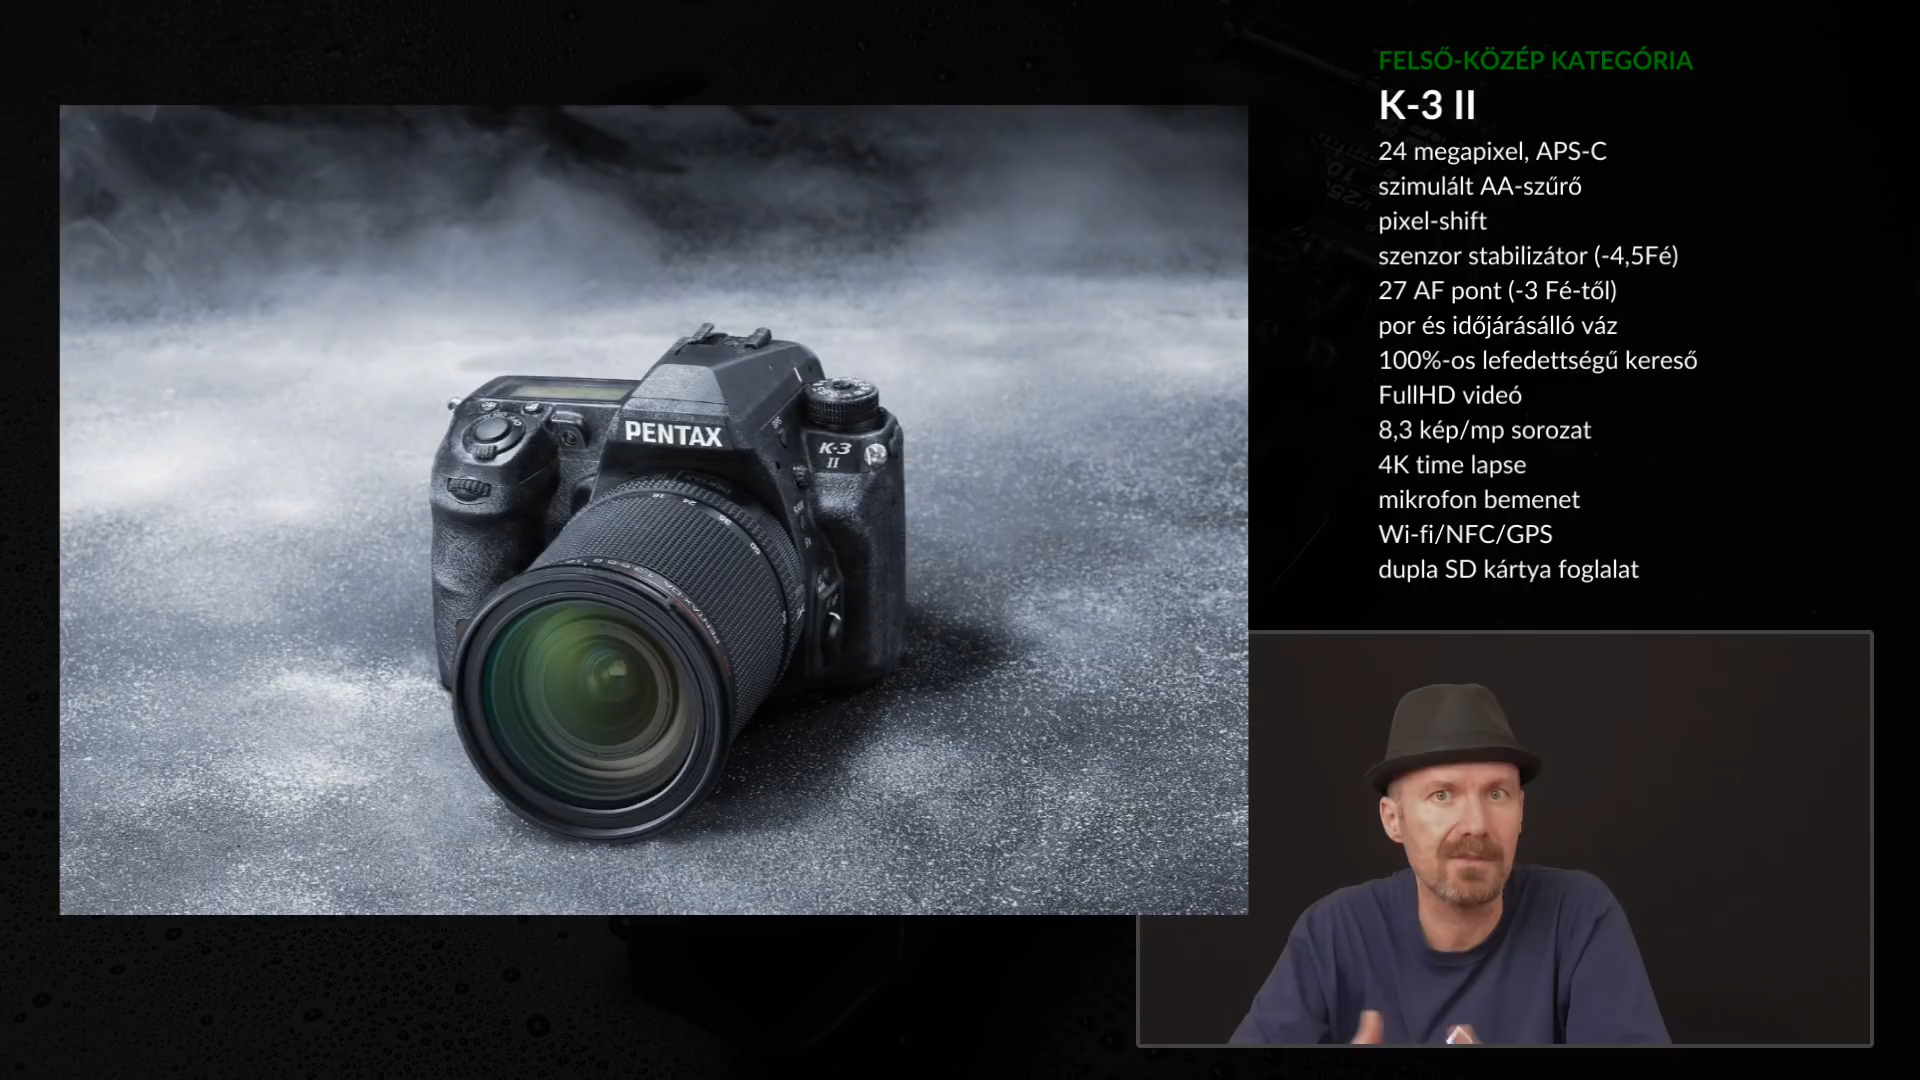 FELSŐ-KÖZÉP KATEGÓRIA
K-3 II
24 megapixel, APS-C
szimulált AA-szűrő
pixel-shift
szenzor stabilizátor (-4,5Fé)
27 AF pont (-3 Fé-től)
por és időjárásálló váz
100%-os lefedettségű kereső
FullHD videó
8,3 kép/mp sorozat
4K time lapse
mikrofon bemenet
Wi-fi/NFC/GPS
dupla SD kártya foglalat
PENTAX
K-3
II